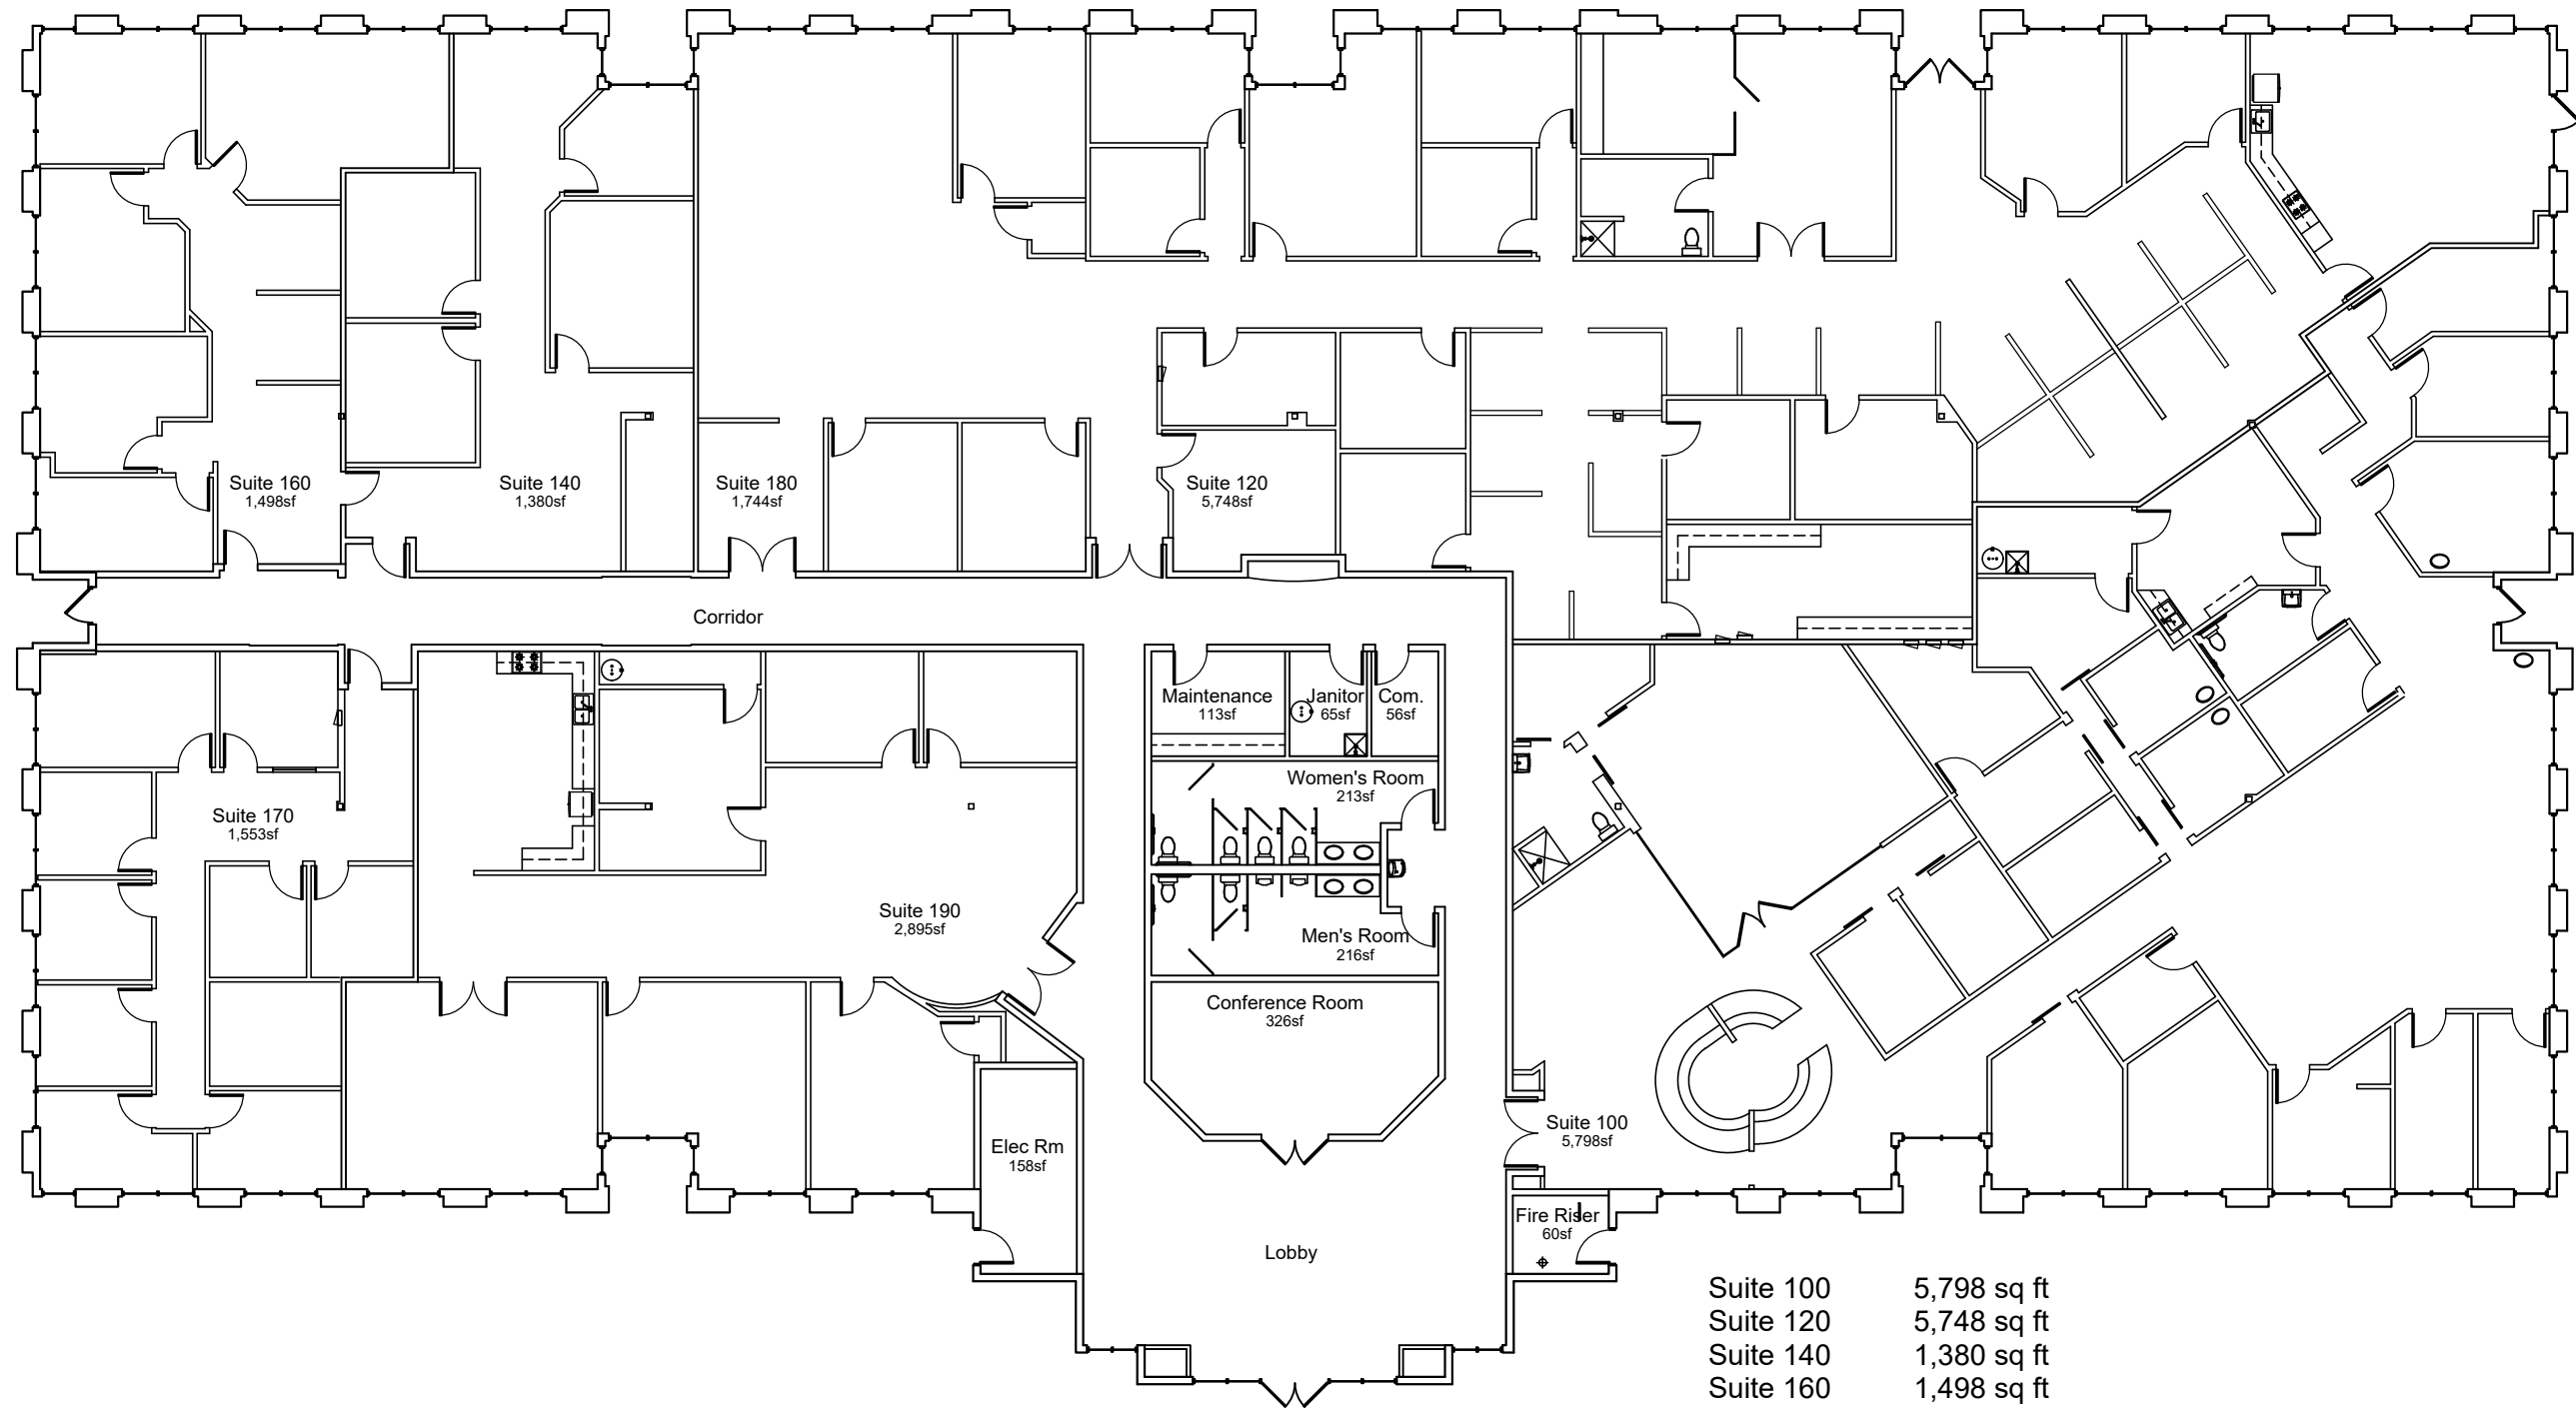 Suite 160
1,498sf
Suite 140
1,380sf
Suite 180
1,744sf
Suite 120
5,748sf
Corridor
Maintenance
113sf
Janitor
65sf
Com.
56sf
Women's Room
213sf
Suite 170
1,553sf
Suite 190
2,895sf
Men's Room
216sf
Conference Room
326sf
Elec Rm
158sf
Suite 100
5,798sf
Fire Riser
60sf
Lobby
Suite 100 5,798 sq ft
Suite 120 5,748 sq ft
Suite 140 1,380 sq ft
Suite 160 1,498 sq ft